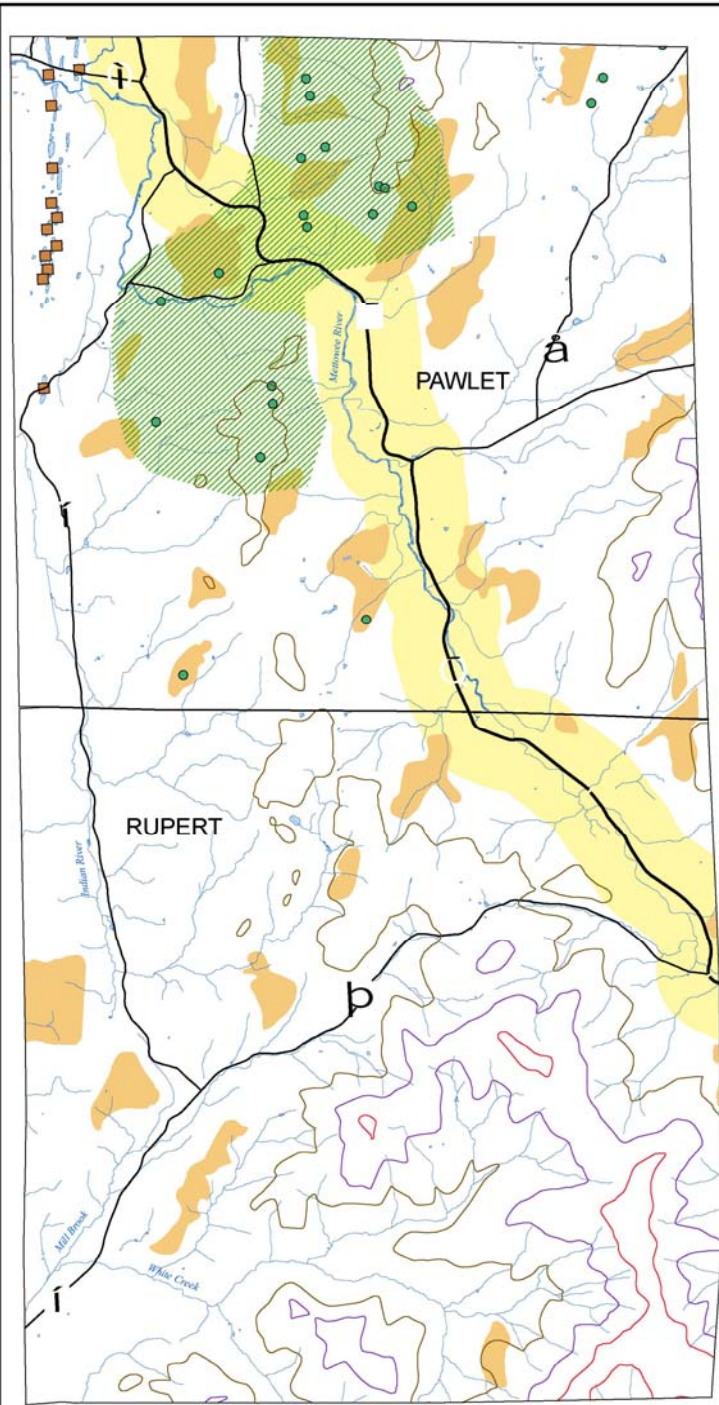 Mettowee River
PAWLET
RUPERT
Indian River
Mill Brook
White Creek